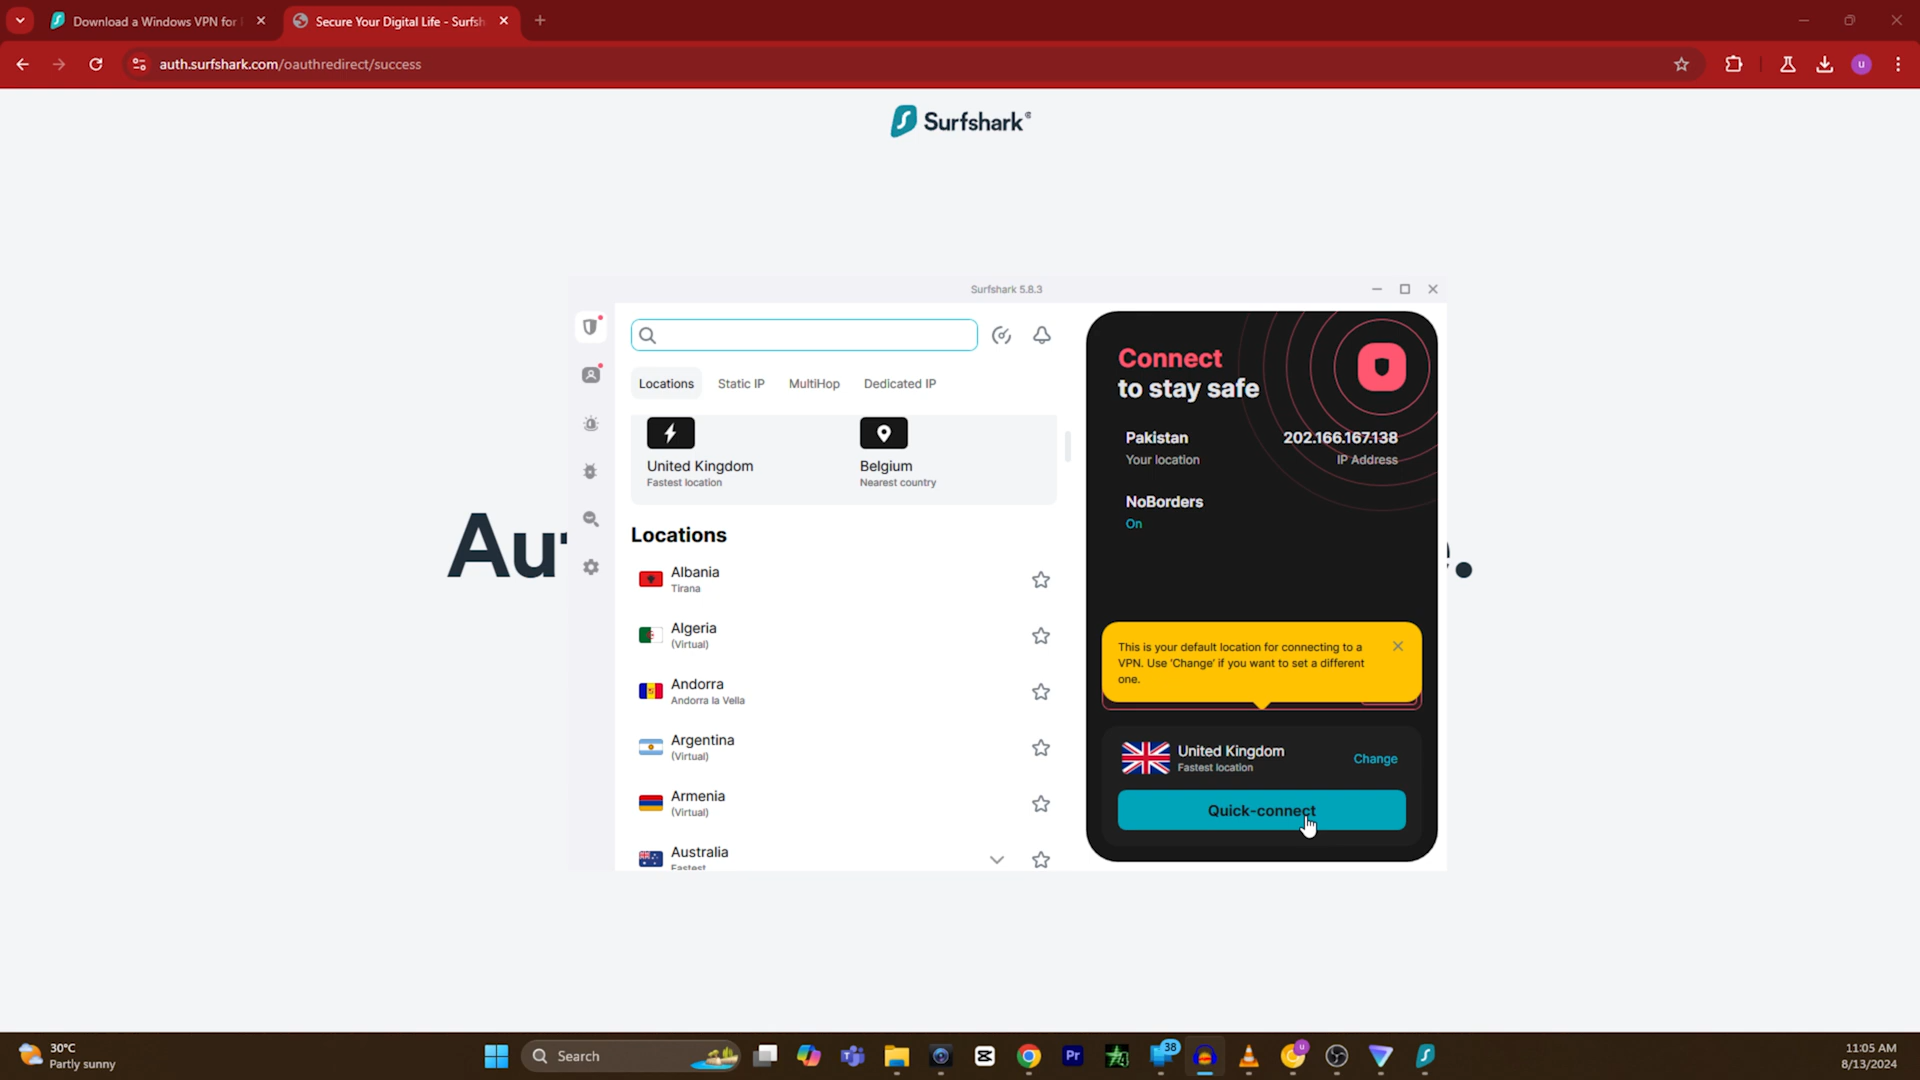 Download a Windows VPN for
Secure Your Digital Life - Surfsh
auth.surfshark.com/oauthredirect/success
u
Surfshark
Au
.
Surfshark 5.8.3
Locations
Static IP
MultiHop
Dedicated IP
United Kingdom
Fastest location
Belgium
Nearest country
Locations
Albania
Tirana
Algeria
(Virtual)
Andorra
Andorra la Vella
Argentina
(Virtual)
Armenia
(Virtual)
Australia
Fastest
Connect
to stay safe
Pakistan
Your location
202.166.167.138
IP Address
NoBorders
On
This is your default location for connecting to a
VPN. Use 'Change' if you want to set a different
one.
United Kingdom
Fastest location
Change
Quick-connect
30°C
Partly sunny
Search
Pr
38
u
11:05 AM
8/13/2024